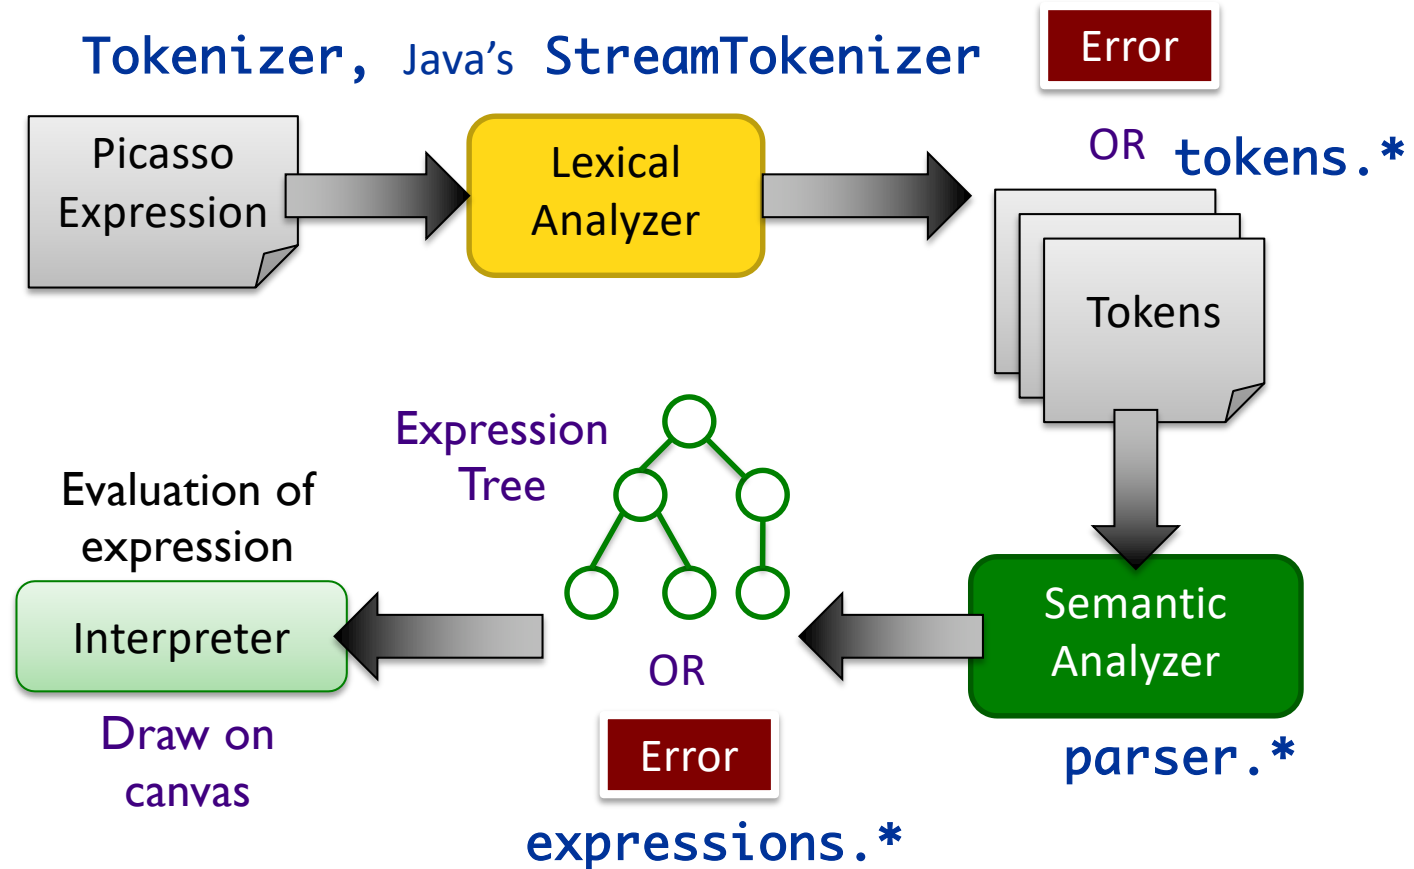 Tokenizer, Java’s StreamTokenizer
Error
Picasso
Expression
Lexical
Analyzer
OR
tokens.*
Tokens
Expression
Tree
Evaluation of
expression
Interpreter
Draw on
canvas
OR
Error
expressions.*
Semantic
Analyzer
parser.*